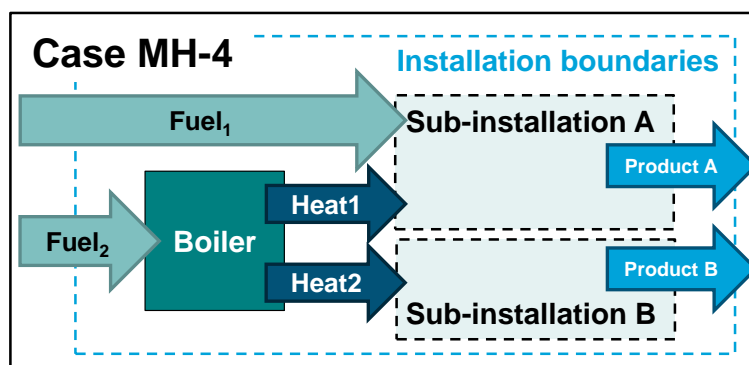 Case MH-4
Installation boundaries
Fuel₁
Sub-installation A
Product A
Heat1
Fuel₂
Boiler
Heat2
Product B
Sub-installation B